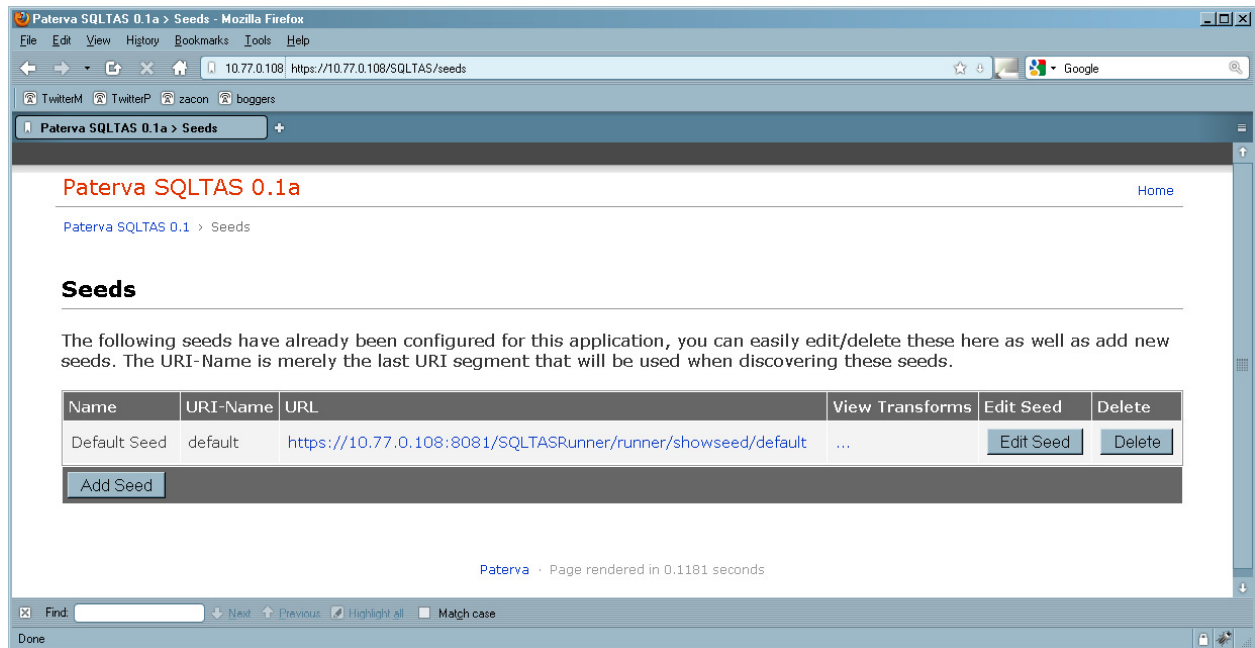 Paterva SQLTAS 0.1a > Seeds - Mozilla Firefox
File Edit View History Bookmarks Tools Help
10.77.0.108 https://10.77.0.108/SQLTAS/seeds Google
TwitterM TwitterP zacon boggers
Paterva SQLTAS 0.1a > Seeds
Paterva SQLTAS 0.1a Home
Paterva SQLTAS 0.1 > Seeds
Seeds
The following seeds have already been configured for this application, you can easily edit/delete these here as well as add new
seeds. The URI-Name is merely the last URI segment that will be used when discovering these seeds.
Name URI-Name URL View Transforms Edit Seed Delete
Default Seed default https://10.77.0.108:8081/SQLTASRunner/runner/showseed/default ... Edit Seed Delete
Add Seed
Paterva · Page rendered in 0.1181 seconds
Find: Next Previous Highlight all Match case
Done